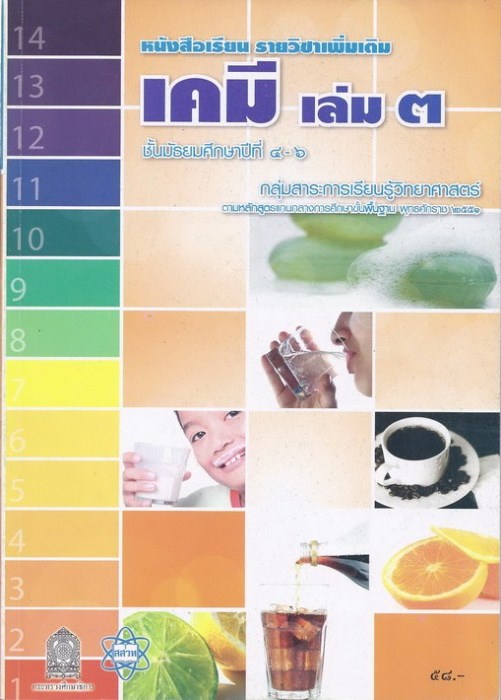 หนังสือเรียน รายวิชาเพิ่มเติม
เคมี เล่ม ๓
ชั้นมัธยมศึกษาปีที่ ๔-๖
กลุ่มสาระการเรียนรู้วิทยาศาสตร์
ตามหลักสูตรแกนกลางการศึกษาขั้นพื้นฐาน พุทธศักราช ๒๕๕๑
14
13
12
11
10
9
8
7
6
5
4
3
2
1
กระทรวงศึกษาธิการ
สสวท
๕๘.-